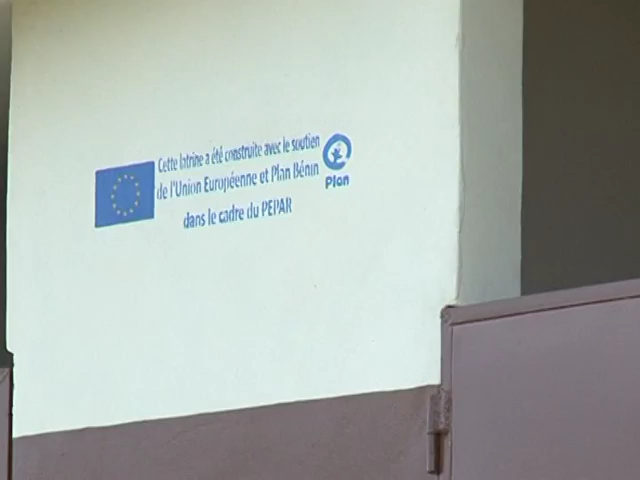 Cette latrine a été construite avec le soutien
de l'Union Européenne et Plan Bénin
dans le cadre du PEPAR
Plan